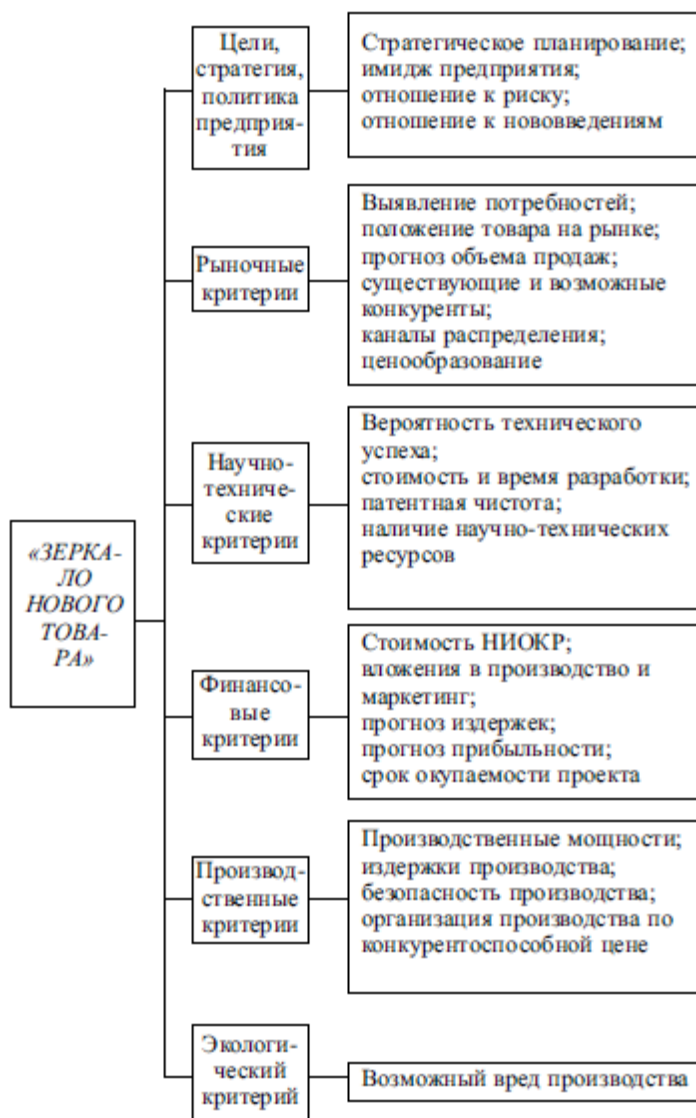 Цели,
стратегия,
политика
предприя-
тия
Стратегическое планирование;
имидж предприятия;
отношение к риску;
отношение к нововведениям
Рыночные
критерии
Выявление потребностей;
положение товара на рынке;
прогноз объема продаж;
существующие и возможные
конкуренты;
каналы распределения;
ценообразование
Научно-
техниче-
ские
критерии
Вероятность технического
успеха;
стоимость и время разработки;
патентная чистота;
наличие научно-технических
ресурсов
«ЗЕРКА-
ЛО
НОВОГО
ТОВА-
РА»
Финансо-
вые
критерии
Стоимость НИОКР;
вложения в производство и
маркетинг;
прогноз издержек;
прогноз прибыльности;
срок окупаемости проекта
Производ-
ственные
критерии
Производственные мощности;
издержки производства;
безопасность производства;
организация производства по
конкурентоспособной цене
Экологи-
ческий
критерий
Возможный вред производства